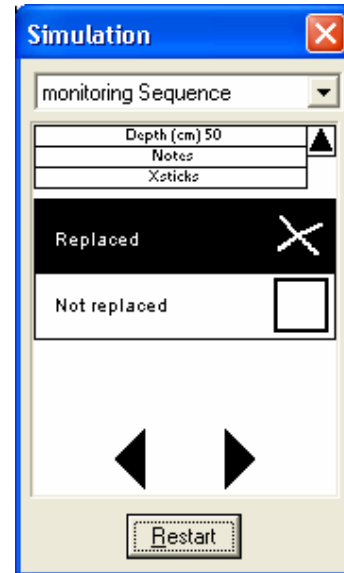 Simulation
monitoring Sequence
Depth (cm) 50
Notes
Xsticks
Replaced
Not replaced
Restart